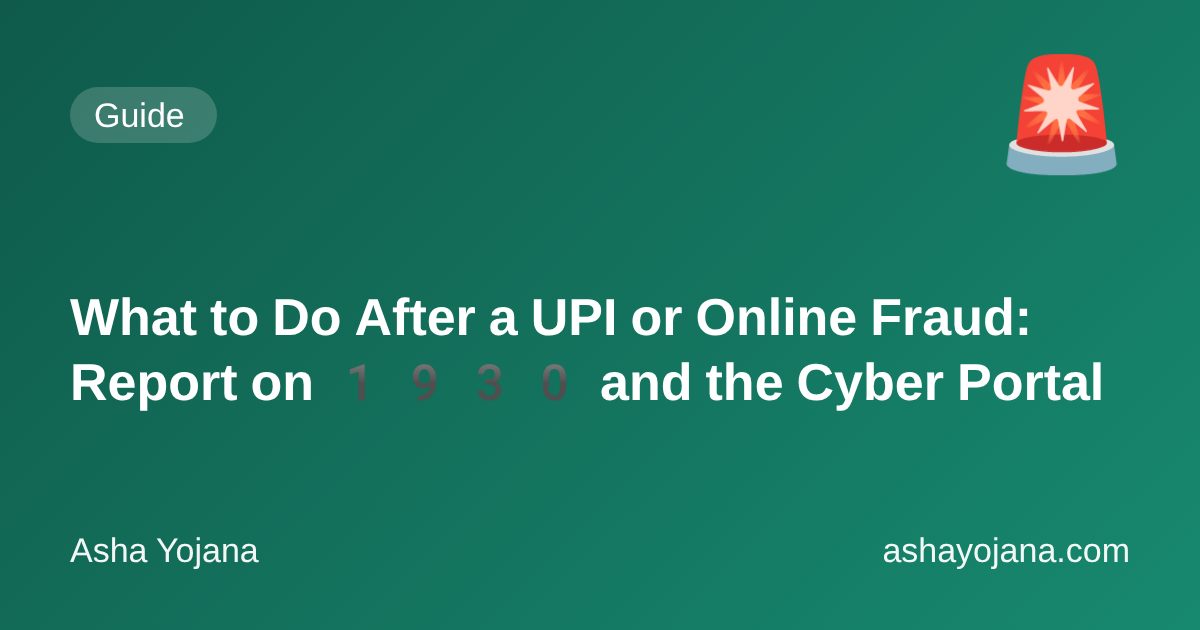 Guide
What to Do After a UPI or Online Fraud:
Report on 1930 and the Cyber Portal
Asha Yojana
ashayojana.com